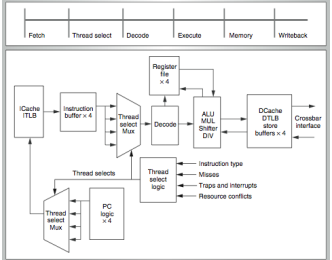 Fetch
Thread select
Decode
Execute
Memory
Writeback
Register
file
× 4
ICache
ITLB
Instruction
buffer × 4
Thread
select
Mux
Decode
ALU
MUL
Shifter
DIV
DCache
DTLB
store
buffers × 4
Crossbar
interface
Thread selects
Thread
select
logic
Instruction type
Misses
Traps and interrupts
Resource conflicts
Thread
select
Mux
PC
logic
× 4